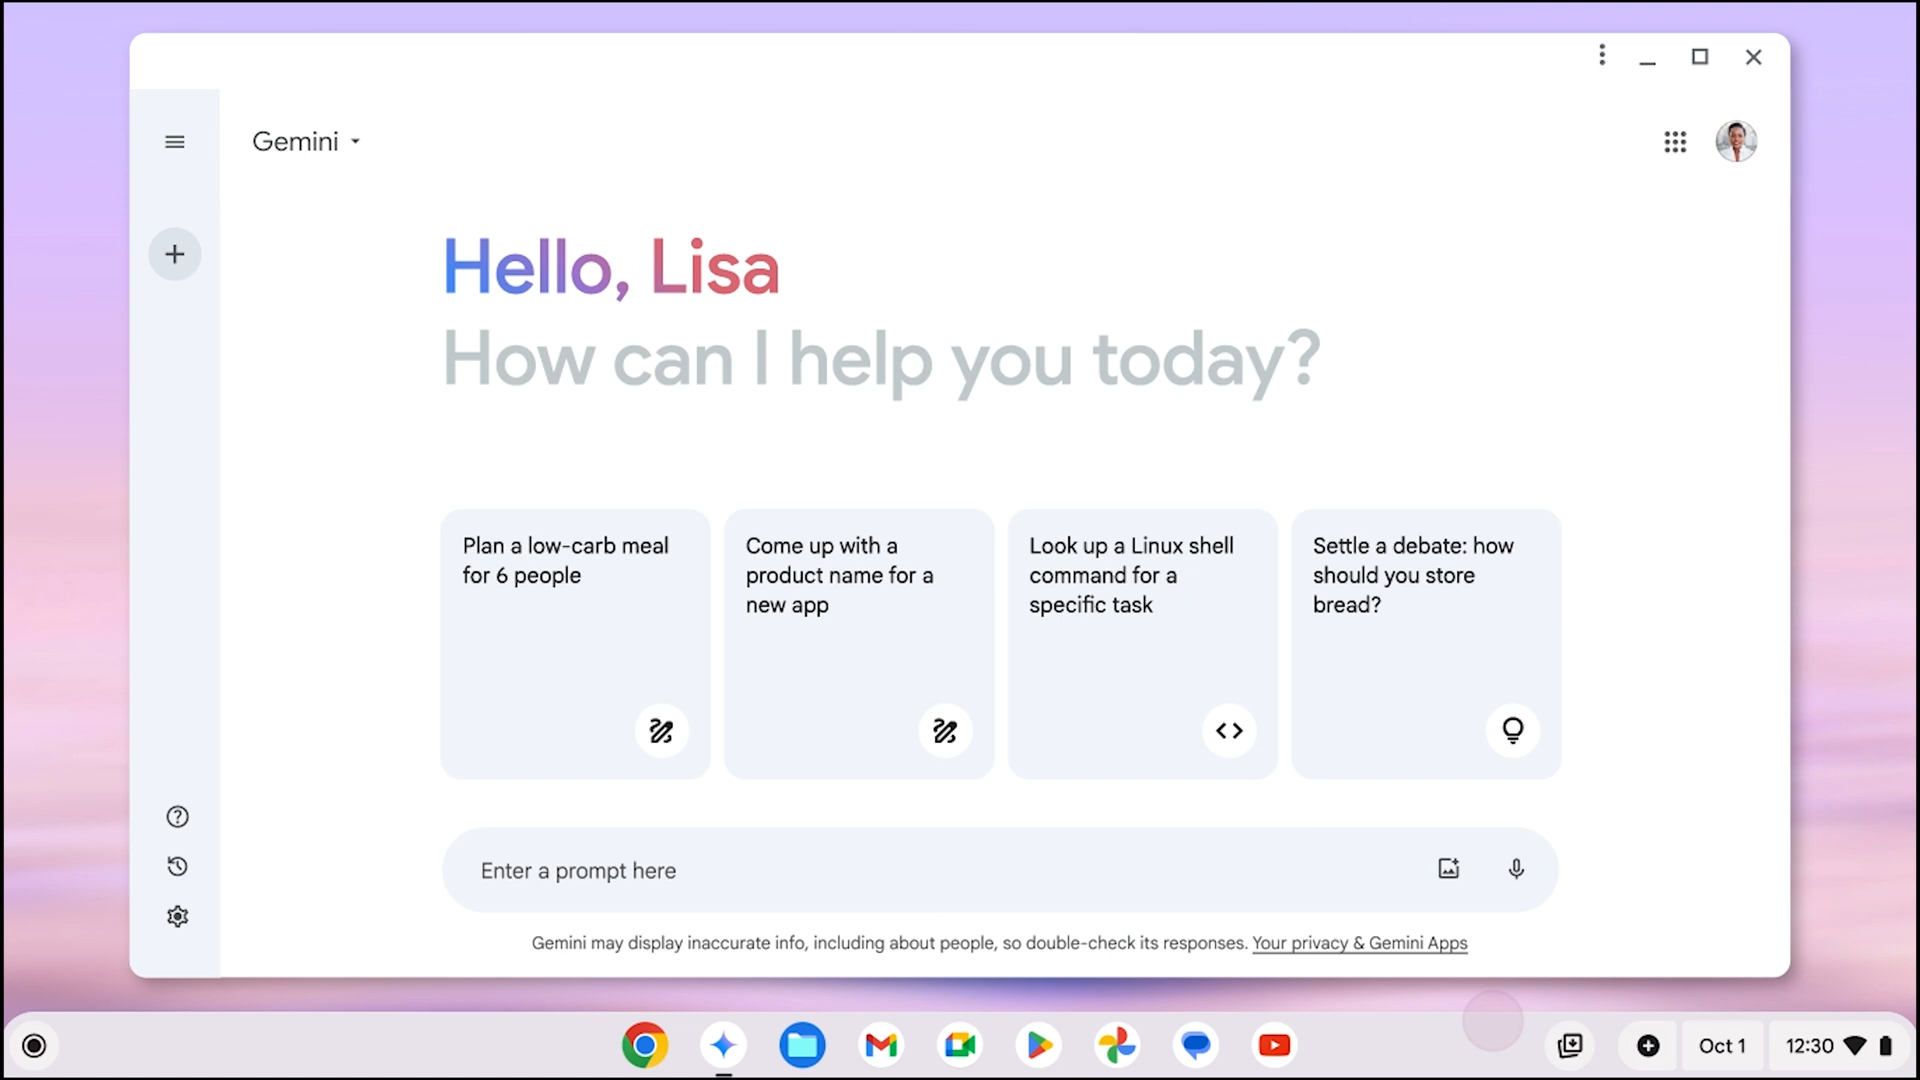 Gemini
Hello, Lisa
How can I help you today?
Plan a low-carb meal
for 6 people
Come up with a
product name for a
new app
Look up a Linux shell
command for a
specific task
Settle a debate: how
should you store
bread?
Enter a prompt here
Gemini may display inaccurate info, including about people, so double-check its responses. Your privacy & Gemini Apps
Oct 1
12:30